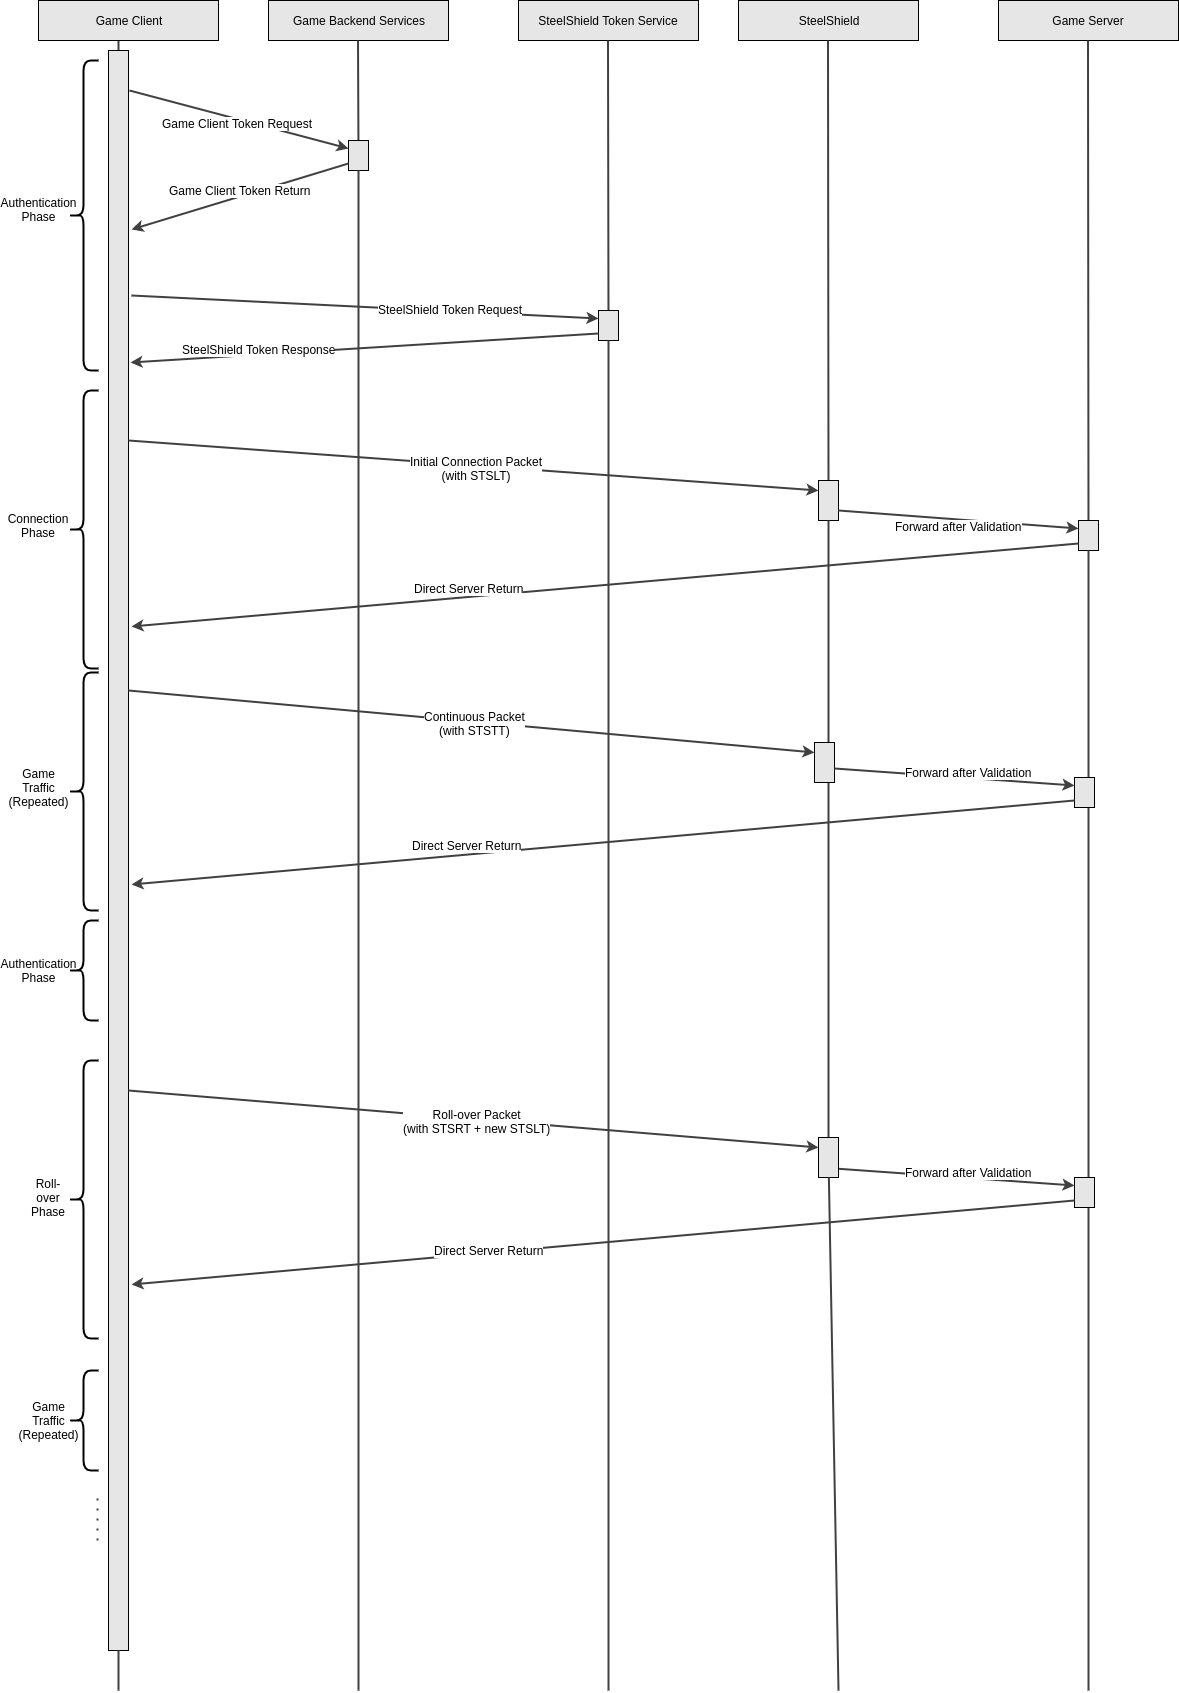 Game Client
Game Backend Services
SteelShield Token Service
SteelShield
Game Server
Game Client Token Request
Game Client Token Return
Authentication
Phase
SteelShield Token Request
SteelShield Token Response
Initial Connection Packet
(with STSLT)
Connection
Phase
Forward after Validation
Direct Server Return
Continuous Packet
(with STSTT)
Game
Traffic
(Repeated)
Forward after Validation
Direct Server Return
Authentication
Phase
Roll-over Packet
(with STSRT + new STSLT)
Forward after Validation
Roll-
over
Phase
Direct Server Return
Game
Traffic
(Repeated)